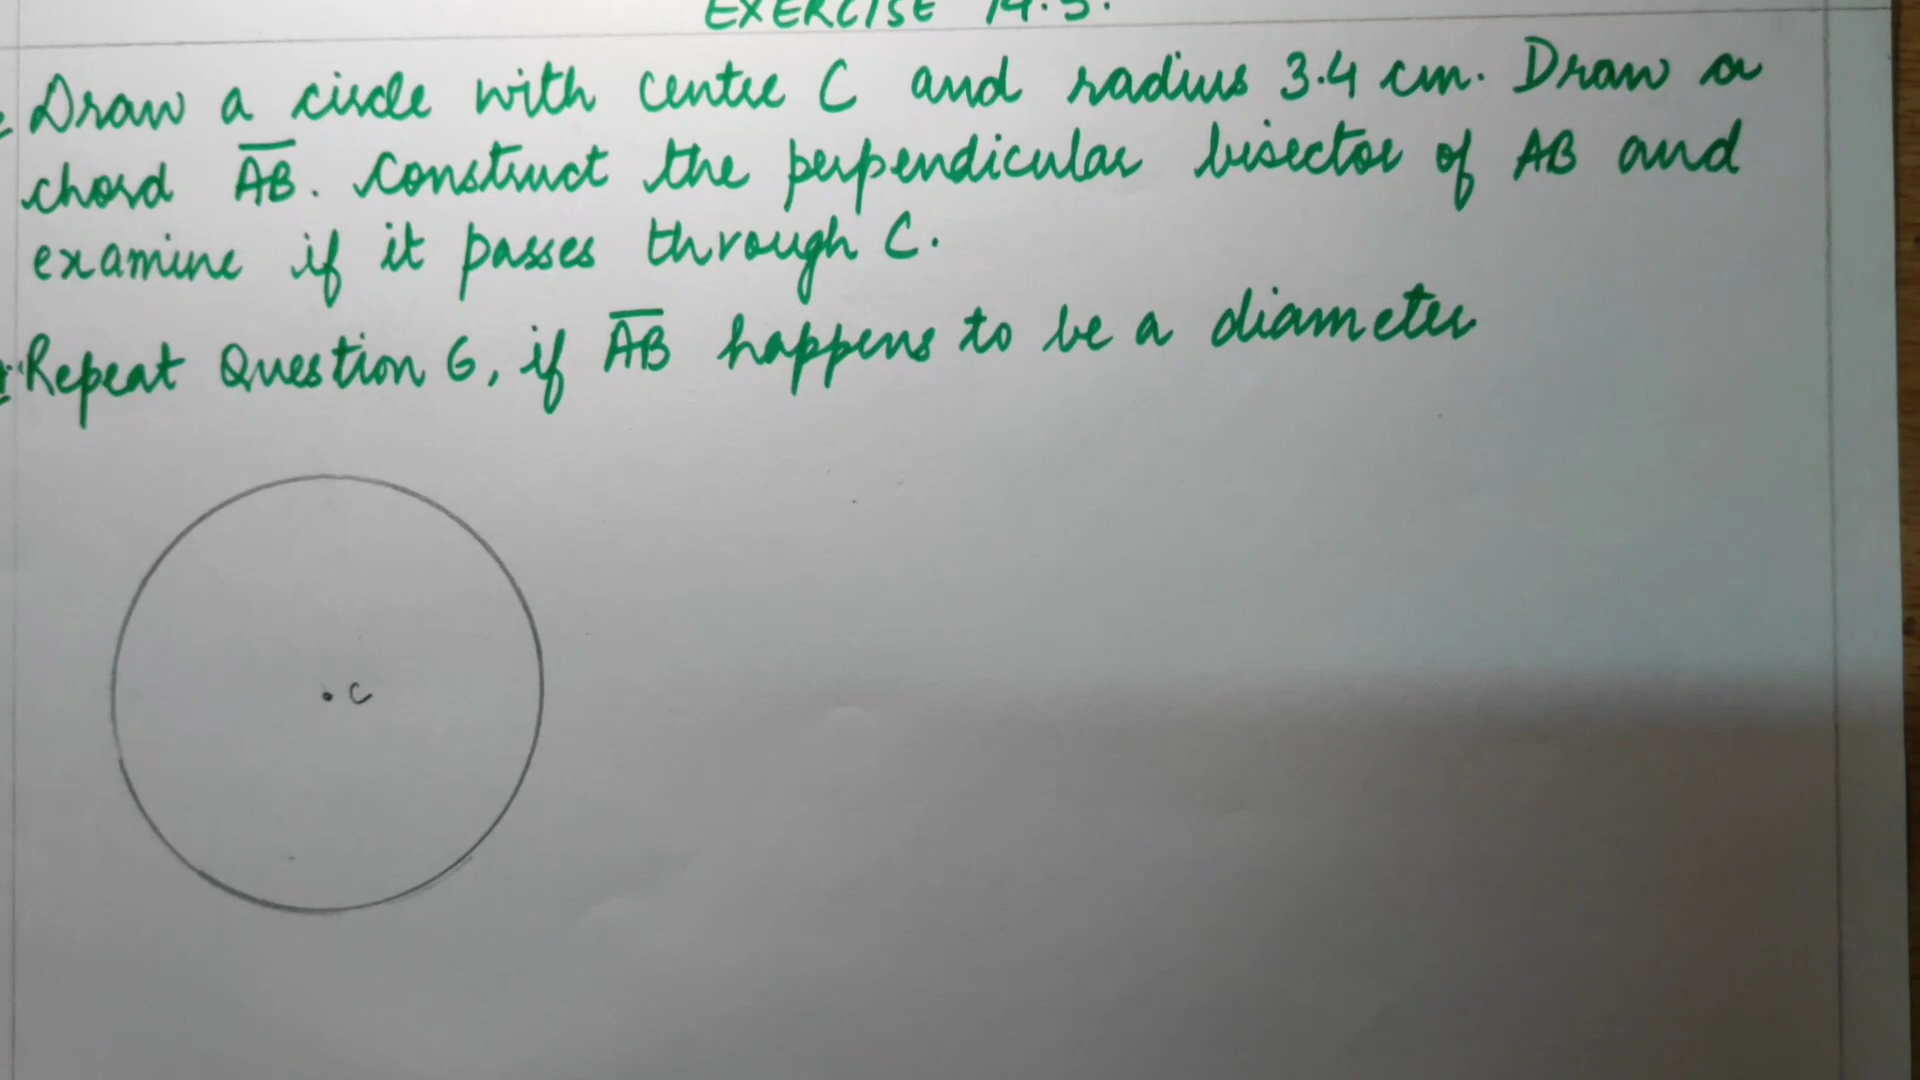 EXERCISE 14.5.
Draw a circle with centre C and radius 3.4 cm. Draw a
chord AB. Construct the perpendicular bisector of AB and
examine if it passes through C.
Repeat Question 6, if AB happens to be a diameter
C